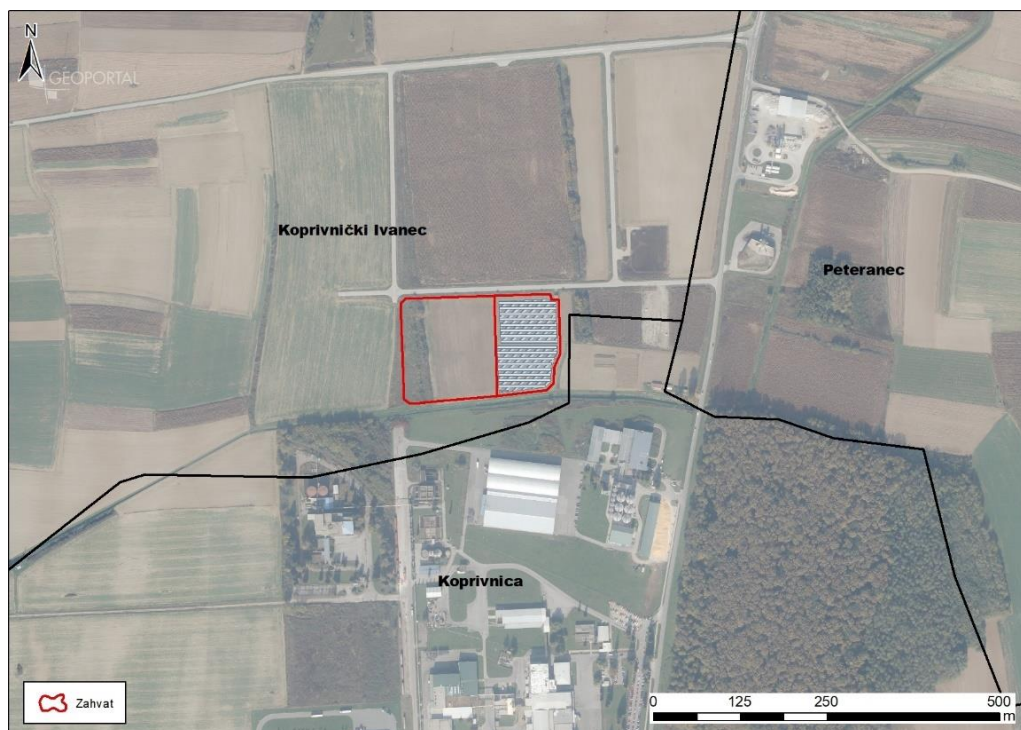 N
GEOPORTAL
Koprivnički Ivanec
Peteranec
Koprivnica
Zahvat
0 125 250 500
m